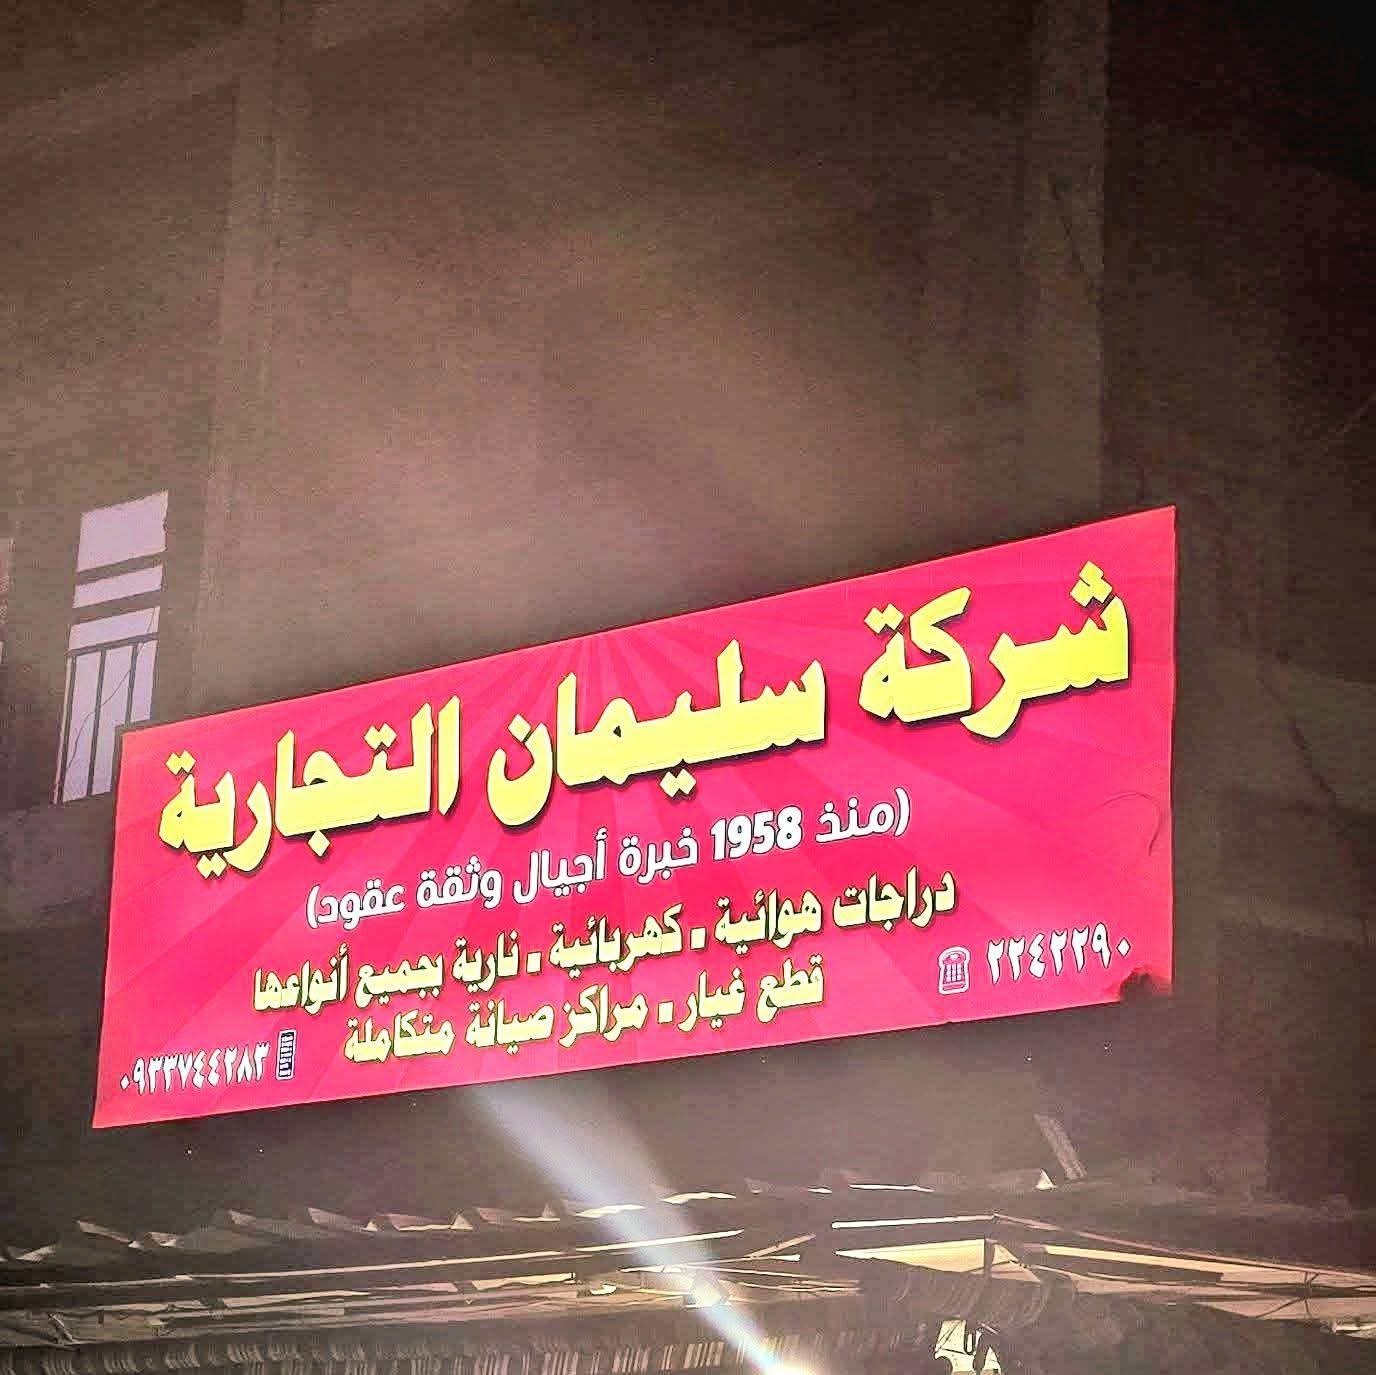 شركة سليمان التجارية
(منذ 1958 خبرة أجيال وثقة عقود)
دراجات هوائية - كهربائية - نارية بجميع أنواعها
قطع غيار - مراكز صيانة متكاملة
٢٢٤٢٢٩٠
٠٩٣٣٧٤٤٢٨٣